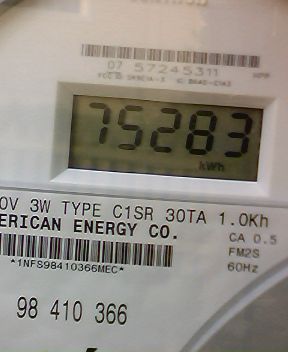 07 57245311
75283
kWh
0V 3W TYPE C1SR 30TA 1.0Kh
ERICAN ENERGY CO.
CA 0.5
FM2S
60Hz
*1NFS98410366MEC*
98 410 366